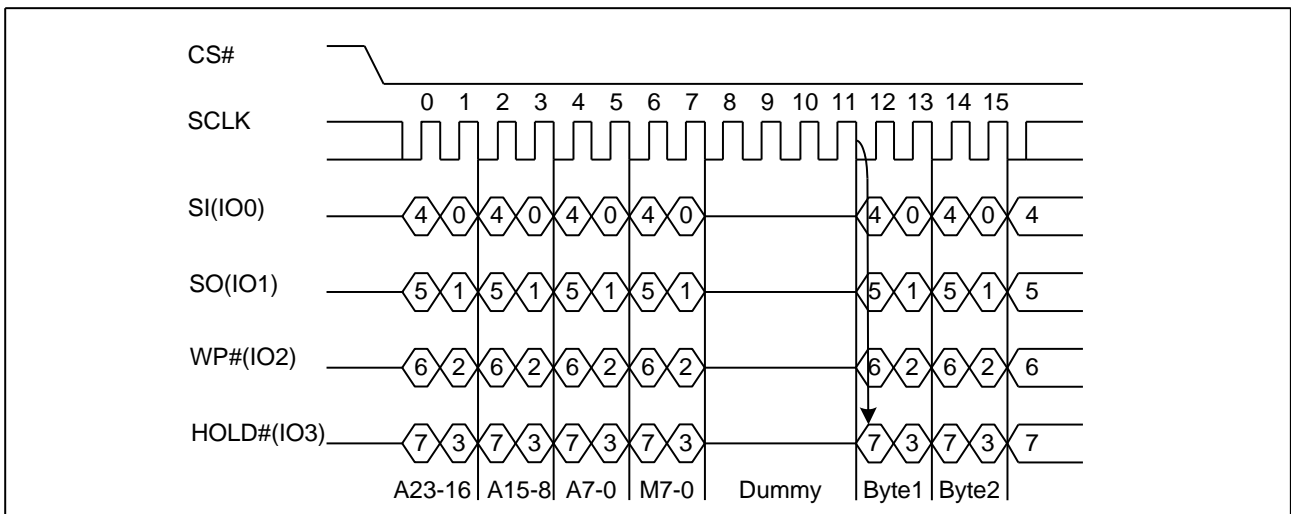 CS#
0 1 2 3 4 5 6 7 8 9 10 11 12 13 14 15
SCLK
SI(IO0) 4 0 4 0 4 0 4 0 4 0 4 0 4
SO(IO1) 5 1 5 1 5 1 5 1 5 1 5 1 5
WP#(IO2) 6 2 6 2 6 2 6 2 6 2 6 2 6
HOLD#(IO3) 7 3 7 3 7 3 7 3 7 3 7 3 7
A23-16 A15-8 A7-0 M7-0 Dummy Byte1 Byte2